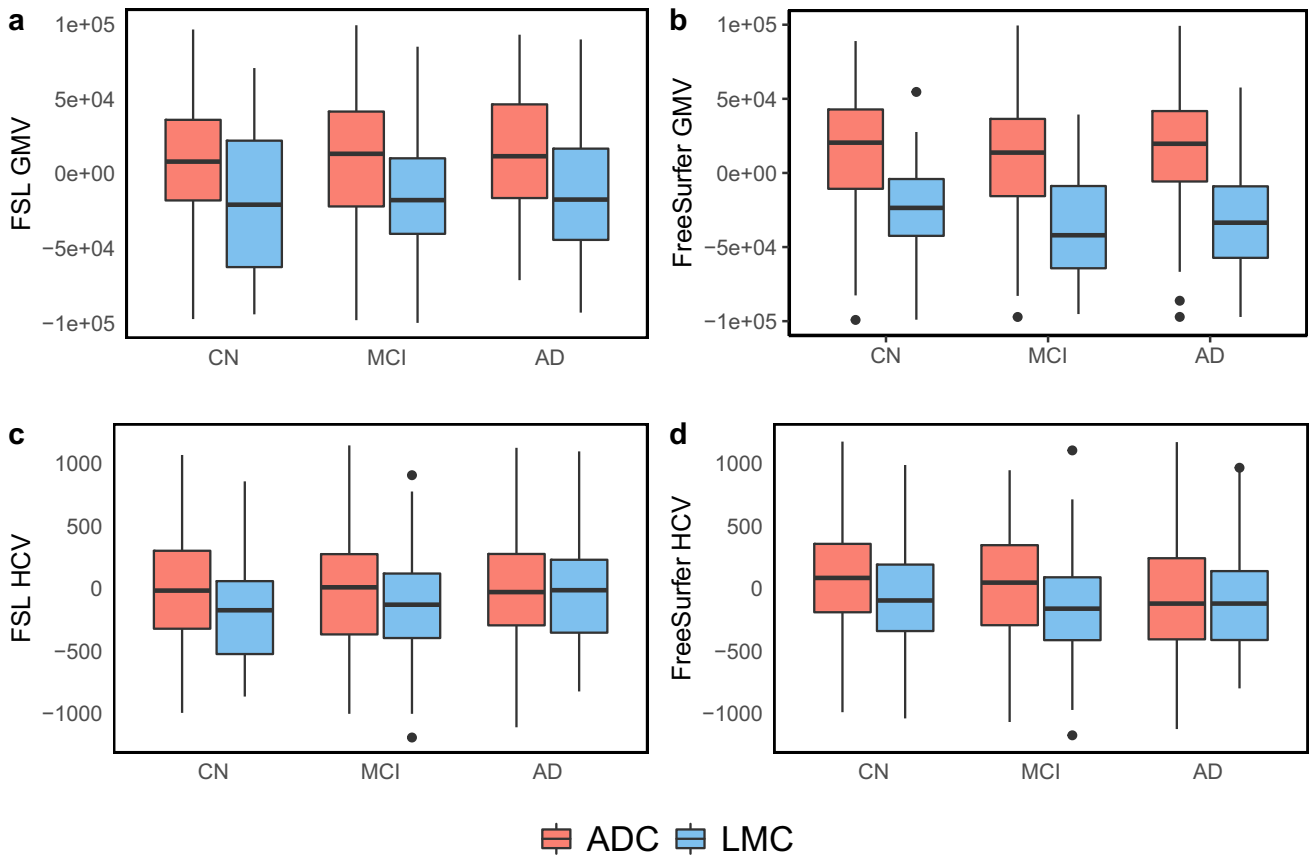 a
FSL GMV
1e+05
5e+04
0e+00
−5e+04
−1e+05
CN MCI AD
b
FreeSurfer GMV
1e+05
5e+04
0e+00
−5e+04
−1e+05
CN MCI AD
c
FSL HCV
1000
500
0
−500
−1000
CN MCI AD
d
FreeSurfer HCV
1000
500
0
−500
−1000
CN MCI AD
ADC LMC